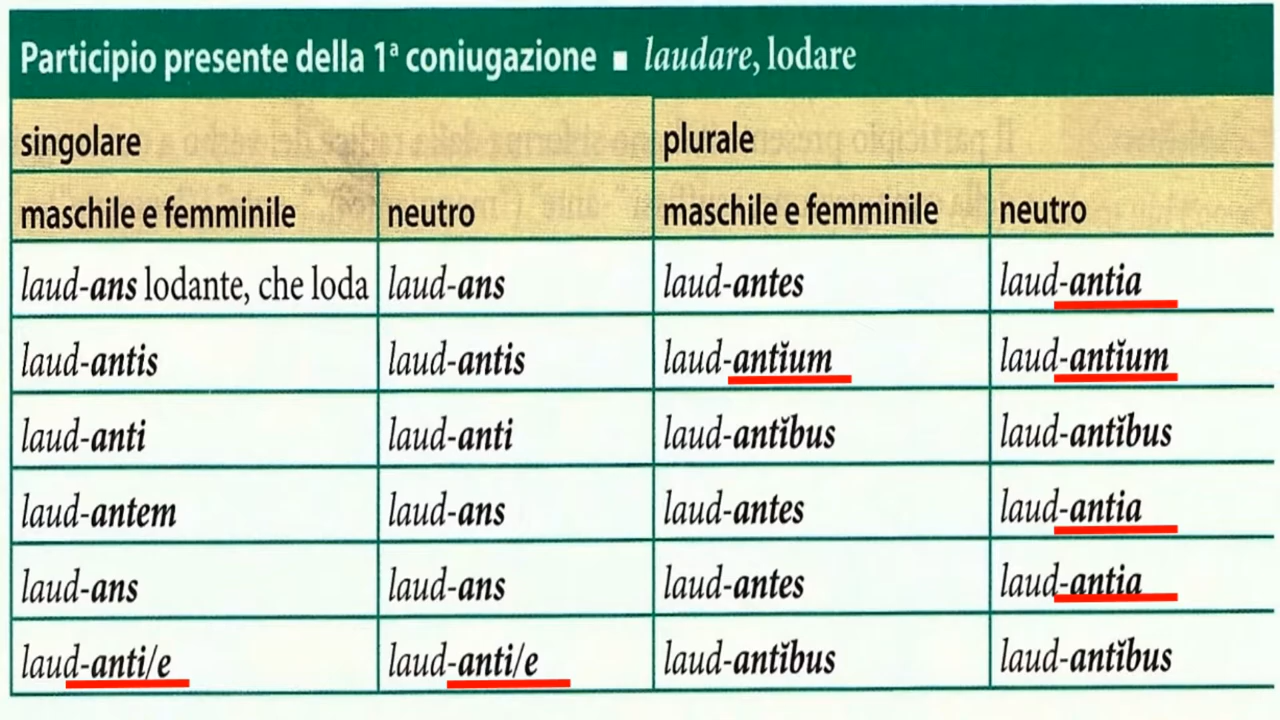 Participio presente della 1ª coniugazione ■ laudare, lodare
singolare plurale
maschile e femminile neutro maschile e femminile neutro
laud-ans lodante, che loda laud-ans laud-antes laud-antia
laud-antis laud-antis laud-antĭum laud-antĭum
laud-anti laud-anti laud-antĭbus laud-antĭbus
laud-antem laud-ans laud-antes laud-antia
laud-ans laud-ans laud-antes laud-antia
laud-anti/e laud-anti/e laud-antĭbus laud-antĭbus